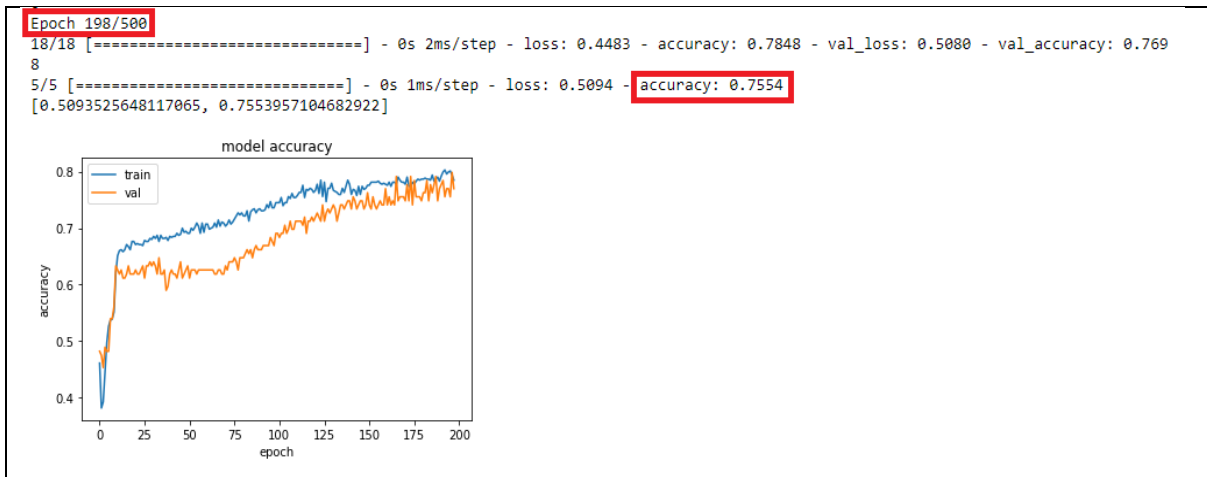 Epoch 198/500
18/18 [==============================] - 0s 2ms/step - loss: 0.4483 - accuracy: 0.7848 - val_loss: 0.5080 - val_accuracy: 0.769
8
5/5 [==============================] - 0s 1ms/step - loss: 0.5094 - accuracy: 0.7554
[0.5093525648117065, 0.7553957104682922]
model accuracy
train
val
0.8
0.7
0.6
0.5
0.4
accuracy
0 25 50 75 100 125 150 175 200
epoch